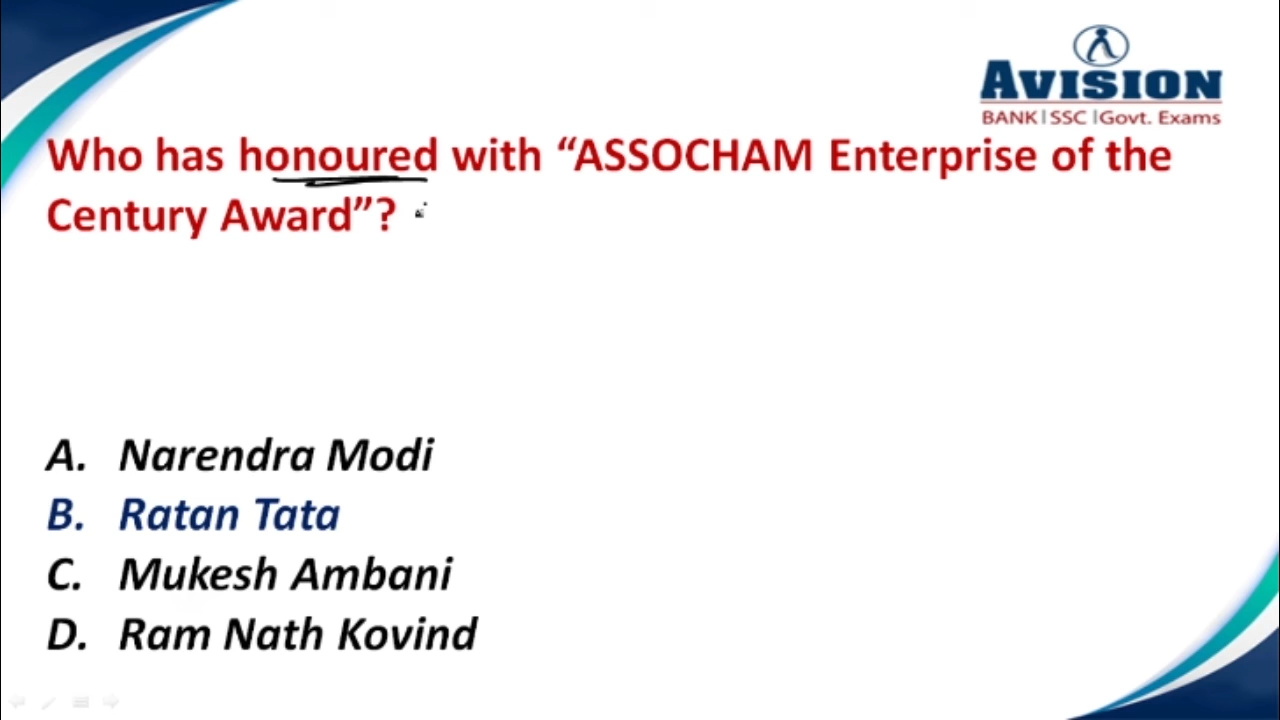 AVISION
BANK|SSC|Govt. Exams
Who has honoured with “ASSOCHAM Enterprise of the
Century Award”?
A. Narendra Modi
B. Ratan Tata
C. Mukesh Ambani
D. Ram Nath Kovind